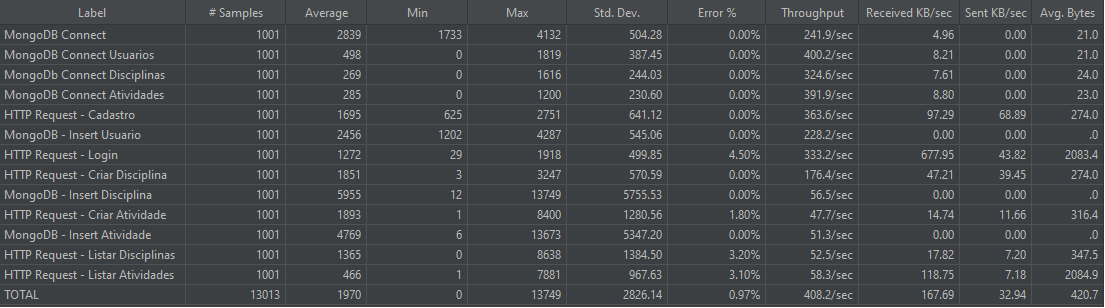 Label # Samples Average Min Max Std. Dev. Error % Throughput Received KB/sec Sent KB/sec Avg. Bytes
MongoDB Connect 1001 2839 1733 4132 504.28 0.00% 241.9/sec 4.96 0.00 21.0
MongoDB Connect Usuarios 1001 498 0 1819 387.45 0.00% 400.2/sec 8.21 0.00 21.0
MongoDb Connect Disciplinas 1001 269 0 1616 244.03 0.00% 324.6/sec 7.61 0.00 24.0
MongoDB Connect Atividades 1001 285 0 1200 230.60 0.00% 391.9/sec 8.80 0.00 23.0
HTTP Request - Cadastro 1001 1695 625 2751 641.12 0.00% 363.6/sec 97.29 68.89 274.0
MongoDB - Insert Usuario 1001 2456 1202 4287 545.06 0.00% 228.2/sec 0.00 0.00 .0
HTTP Request - Login 1001 1272 29 1918 499.85 4.50% 333.2/sec 677.95 43.82 2083.4
HTTP Request - Criar Disciplina 1001 1851 3 3247 570.59 0.00% 176.4/sec 47.21 39.45 274.0
MongoDB - Insert Disciplina 1001 5955 12 13749 5755.53 0.00% 56.5/sec 0.00 0.00 .0
HTTP Request - Criar Atividade 1001 1893 1 8400 1280.56 1.80% 47.7/sec 14.74 11.66 316.4
MongoDB - Insert Atividade 1001 4769 6 13673 5347.20 0.00% 51.3/sec 0.00 0.00 .0
HTTP Request - Listar Disciplinas 1001 1365 0 8638 1384.50 3.20% 52.5/sec 17.82 7.20 347.5
HTTP Request - Listar Atividades 1001 466 1 7881 967.63 3.10% 58.3/sec 118.75 7.18 2084.9
TOTAL 13013 1970 0 13749 2826.14 0.97% 408.2/sec 167.69 32.94 420.7